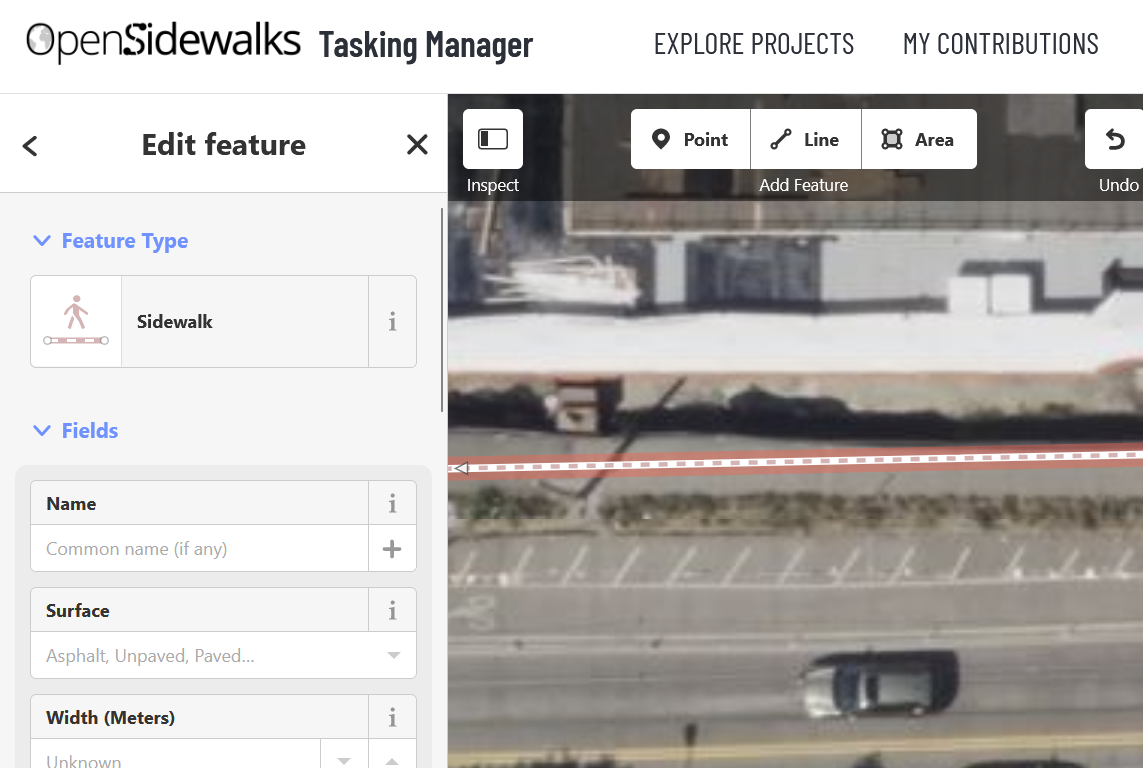 OpenSidewalks Tasking Manager EXPLORE PROJECTS MY CONTRIBUTIONS
Edit feature
Feature Type
Sidewalk
Fields
Name
Common name (if any)
Surface
Asphalt, Unpaved, Paved...
Width (Meters)
Unknown
Inspect
Point
Line
Area
Add Feature
Undo